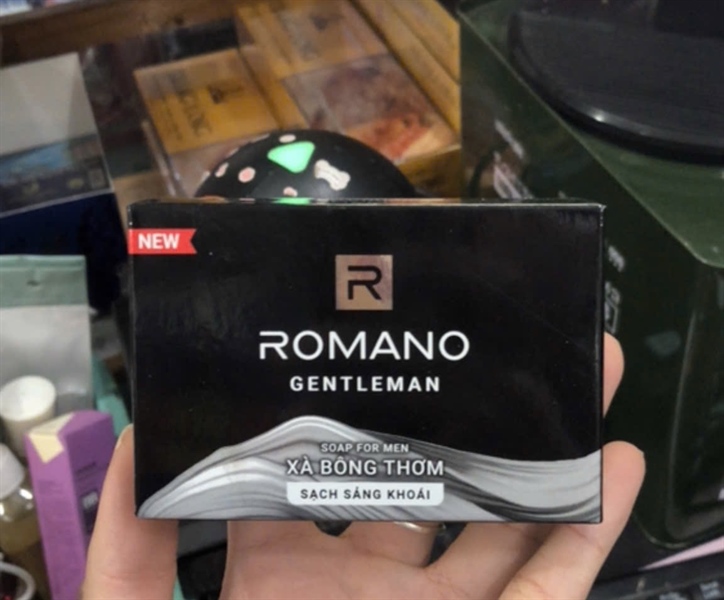 NEW
R
ROMANO
GENTLEMAN
SOAP FOR MEN
XÀ BÔNG THƠM
SẠCH SẢNG KHOÁI